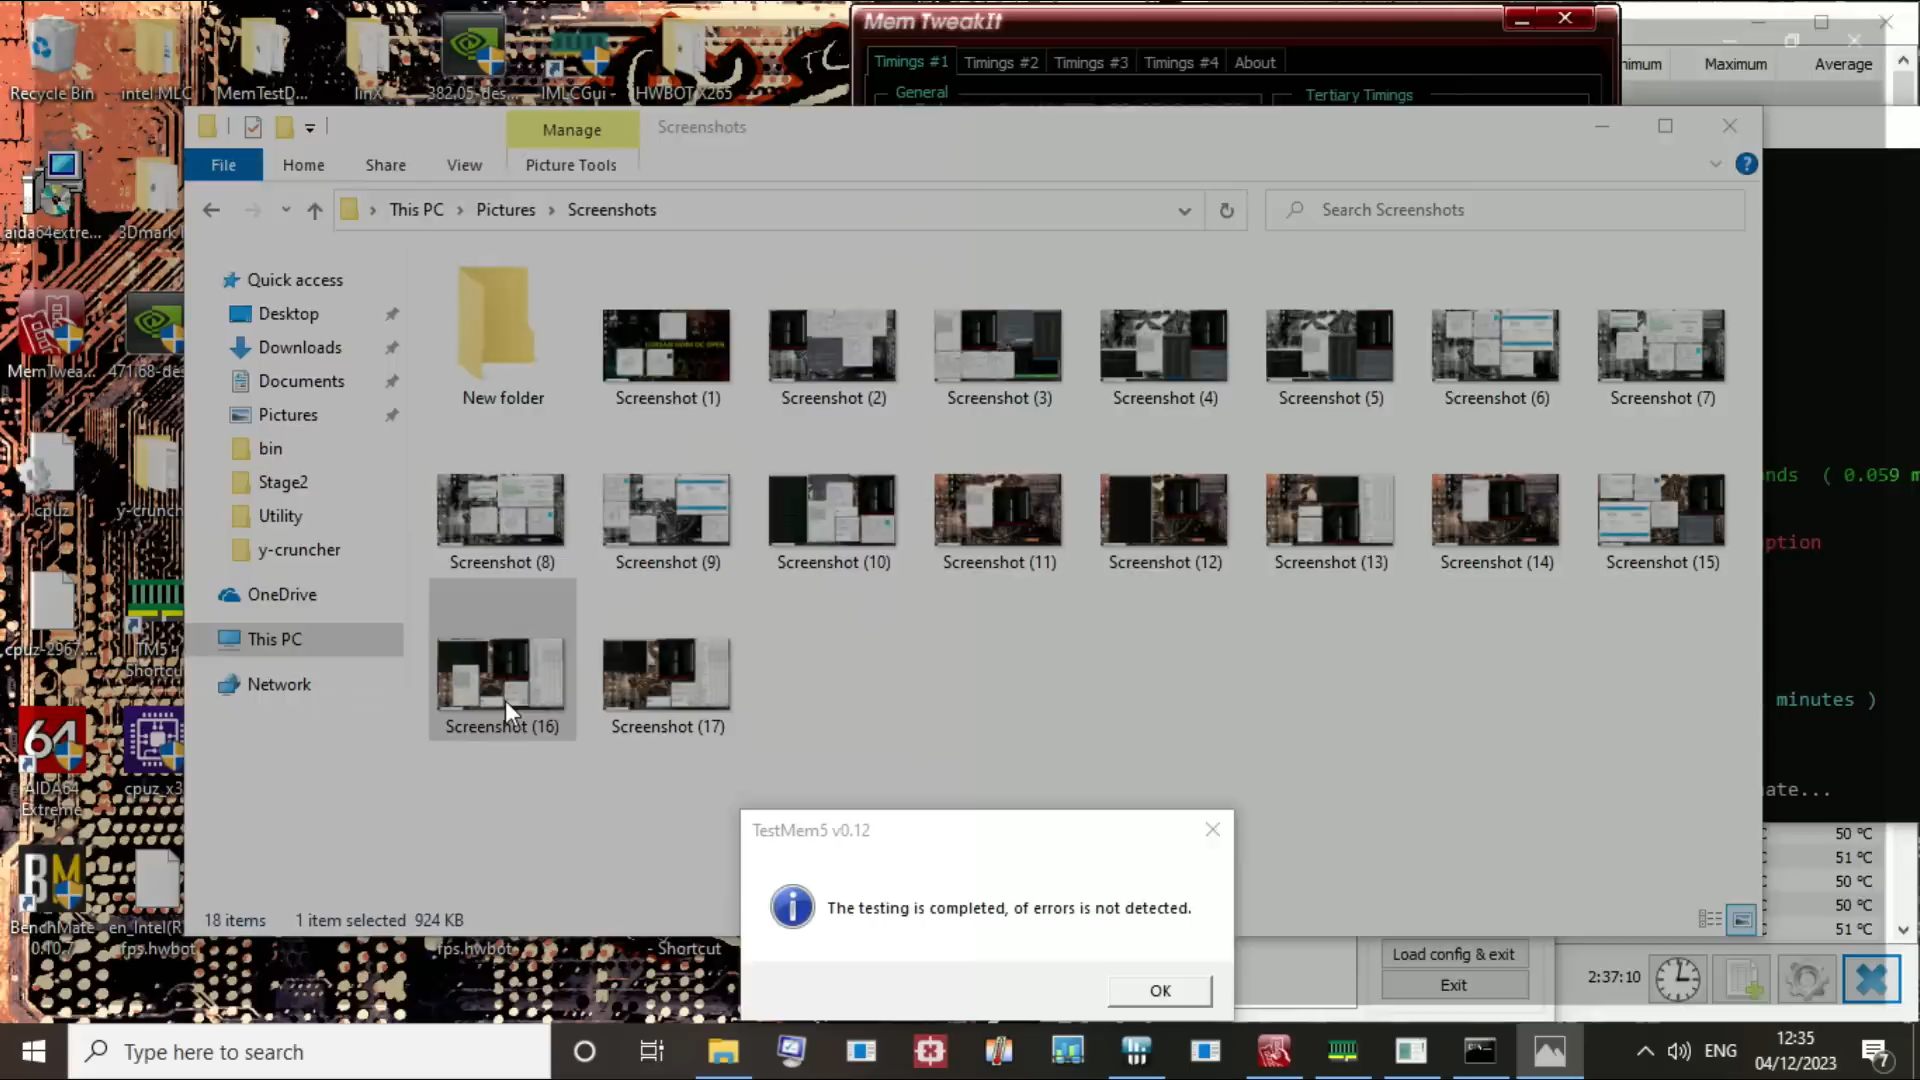 Mem TweakIt
Timings #1
Timings #2
Timings #3
Timings #4
About
General
Tertiary Timings
Maximum
Average
Recycle Bin
intel MLC
MemTestD...
linX
382.05-des...
IMLCGui -
HWBOT X265
Manage
Screenshots
File
Home
Share
View
Picture Tools
This PC
Pictures
Screenshots
Search Screenshots
aida64extre...
3Dmark
MemTwea...
471.68-des
cpuz
y-crunch
cpuz-2967....
TM5
Shortcu
AIDA64
Extreme
cpuz_x3
BenchMate
0.10.7
en_Intel(R)
fps.hwbot
fps.hwbot
- Shortcut
Quick access
Desktop
Downloads
Documents
Pictures
bin
Stage2
Utility
y-cruncher
OneDrive
This PC
Network
New folder
Screenshot (1)
Screenshot (2)
Screenshot (3)
Screenshot (4)
Screenshot (5)
Screenshot (6)
Screenshot (7)
Screenshot (8)
Screenshot (9)
Screenshot (10)
Screenshot (11)
Screenshot (12)
Screenshot (13)
Screenshot (14)
Screenshot (15)
Screenshot (16)
Screenshot (17)
nds ( 0.059 m
ption
minutes )
ate...
50 °C
51 °C
50 °C
50 °C
51 °C
18 items
1 item selected 924 KB
TestMem5 v0.12
The testing is completed, of errors is not detected.
OK
Load config & exit
Exit
2:37:10
Type here to search
ENG
12:35
04/12/2023
7